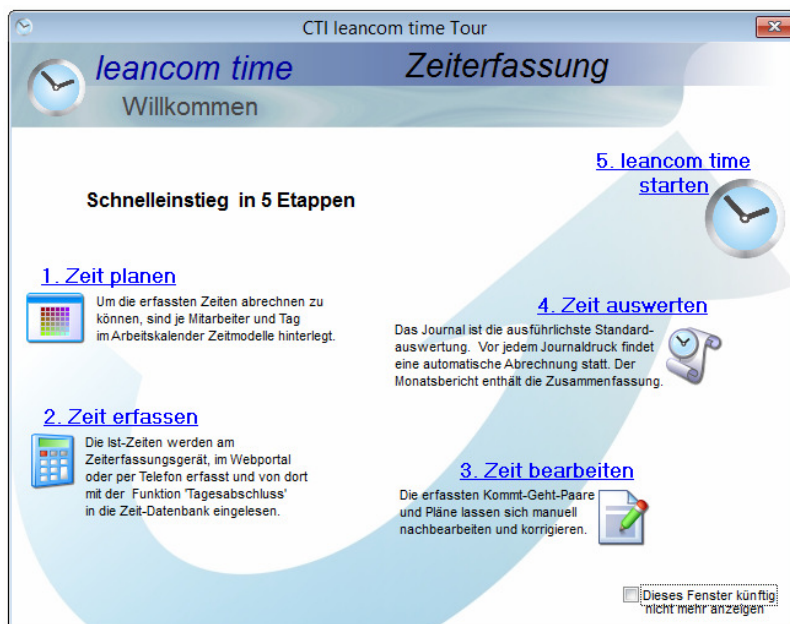 CTI leancom time Tour
leancom time
Zeiterfassung
Willkommen
Schnelleinstieg in 5 Etappen
1. Zeit planen
Um die erfassten Zeiten abrechnen zu
können, sind je Mitarbeiter und Tag
im Arbeitskalender Zeitmodelle hinterlegt.
2. Zeit erfassen
Die Ist-Zeiten werden am
Zeiterfassungsgerät, im Webportal
oder per Telefon erfasst und von dort
mit der Funktion 'Tagesabschluss'
in die Zeit-Datenbank eingelesen.
3. Zeit bearbeiten
Die erfassten Kommt-Geht-Paare
und Pläne lassen sich manuell
nachbearbeiten und korrigieren.
4. Zeit auswerten
Das Journal ist die ausführlichste Standard-
auswertung. Vor jedem Journaldruck findet
eine automatische Abrechnung statt. Der
Monatsbericht enthält die Zusammenfassung.
5. leancom time
starten
Dieses Fenster künftig
nicht mehr anzeigen